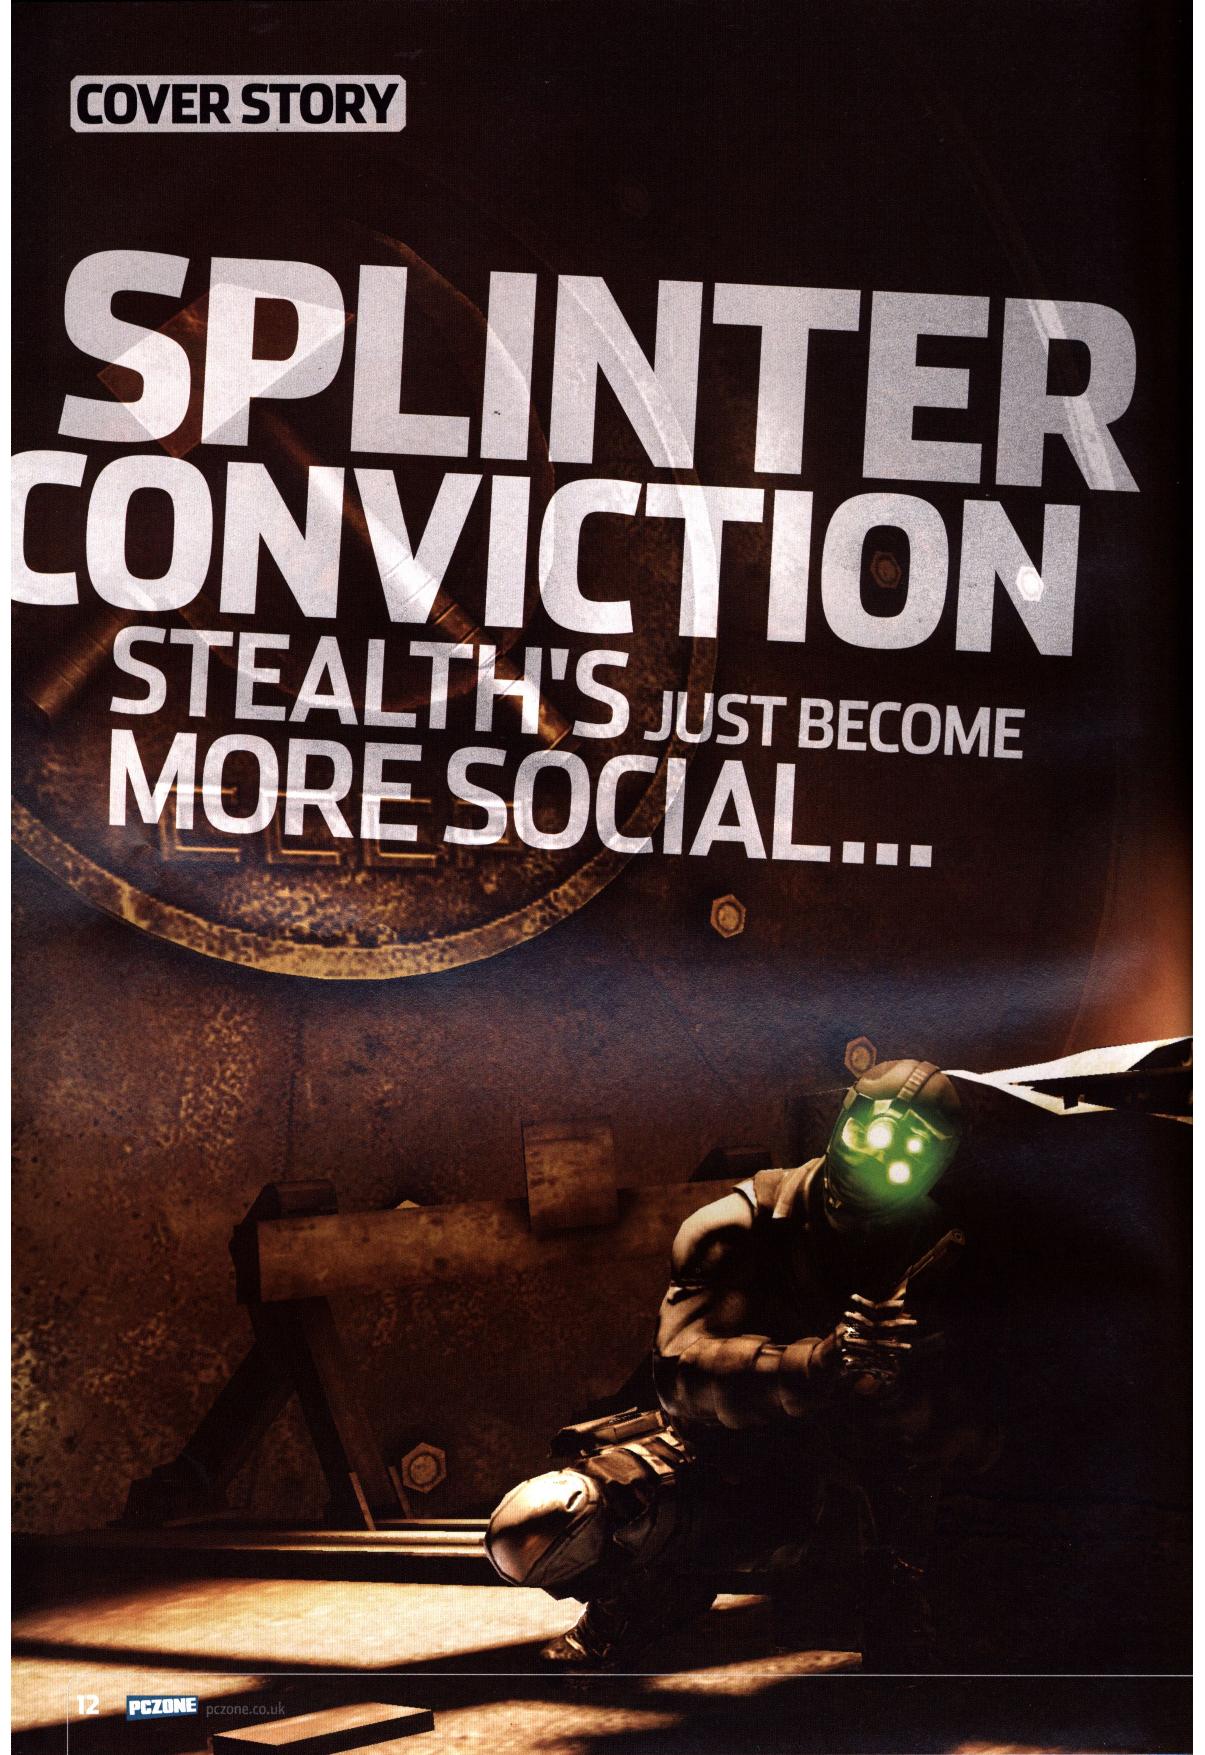 COVER STORY
SPLINTER
CONVICTION
STEALTH'S JUST BECOME
MORE SOCIAL...
12 PCZONE pczone.co.uk